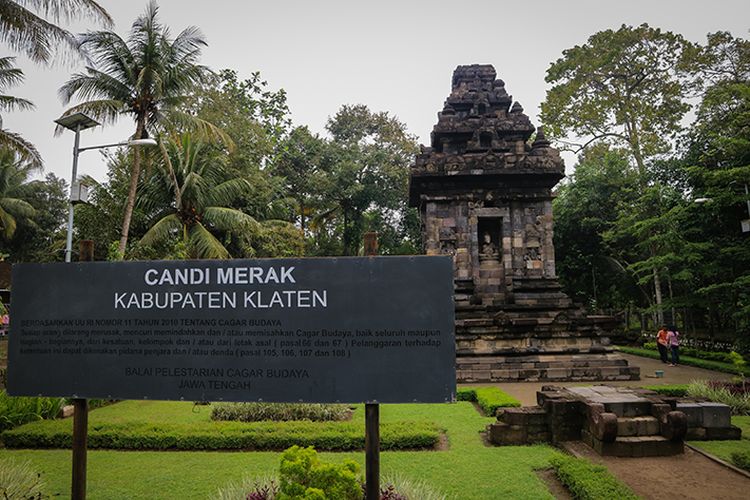 CANDI MERAK
KABUPATEN KLATEN
BERDASARKAN UU RI NOMOR 11 TAHUN 2010 TENTANG CAGAR BUDAYA
Setiap orang dilarang merusak, mencuri memindahkan dan / atau memisahkan Cagar Budaya, baik seluruh maupun
bagian - bagiannya, dari kesatuan, kelompok dan / atau dari letak asal ( pasal 66 dan 67 ) Pelanggaran terhadap
ketentuan ini dapat dikenakan pidana penjara dan / atau denda ( pasal 105, 106, 107 dan 108 )
BALAI PELESTARIAN CAGAR BUDAYA
JAWA TENGAH